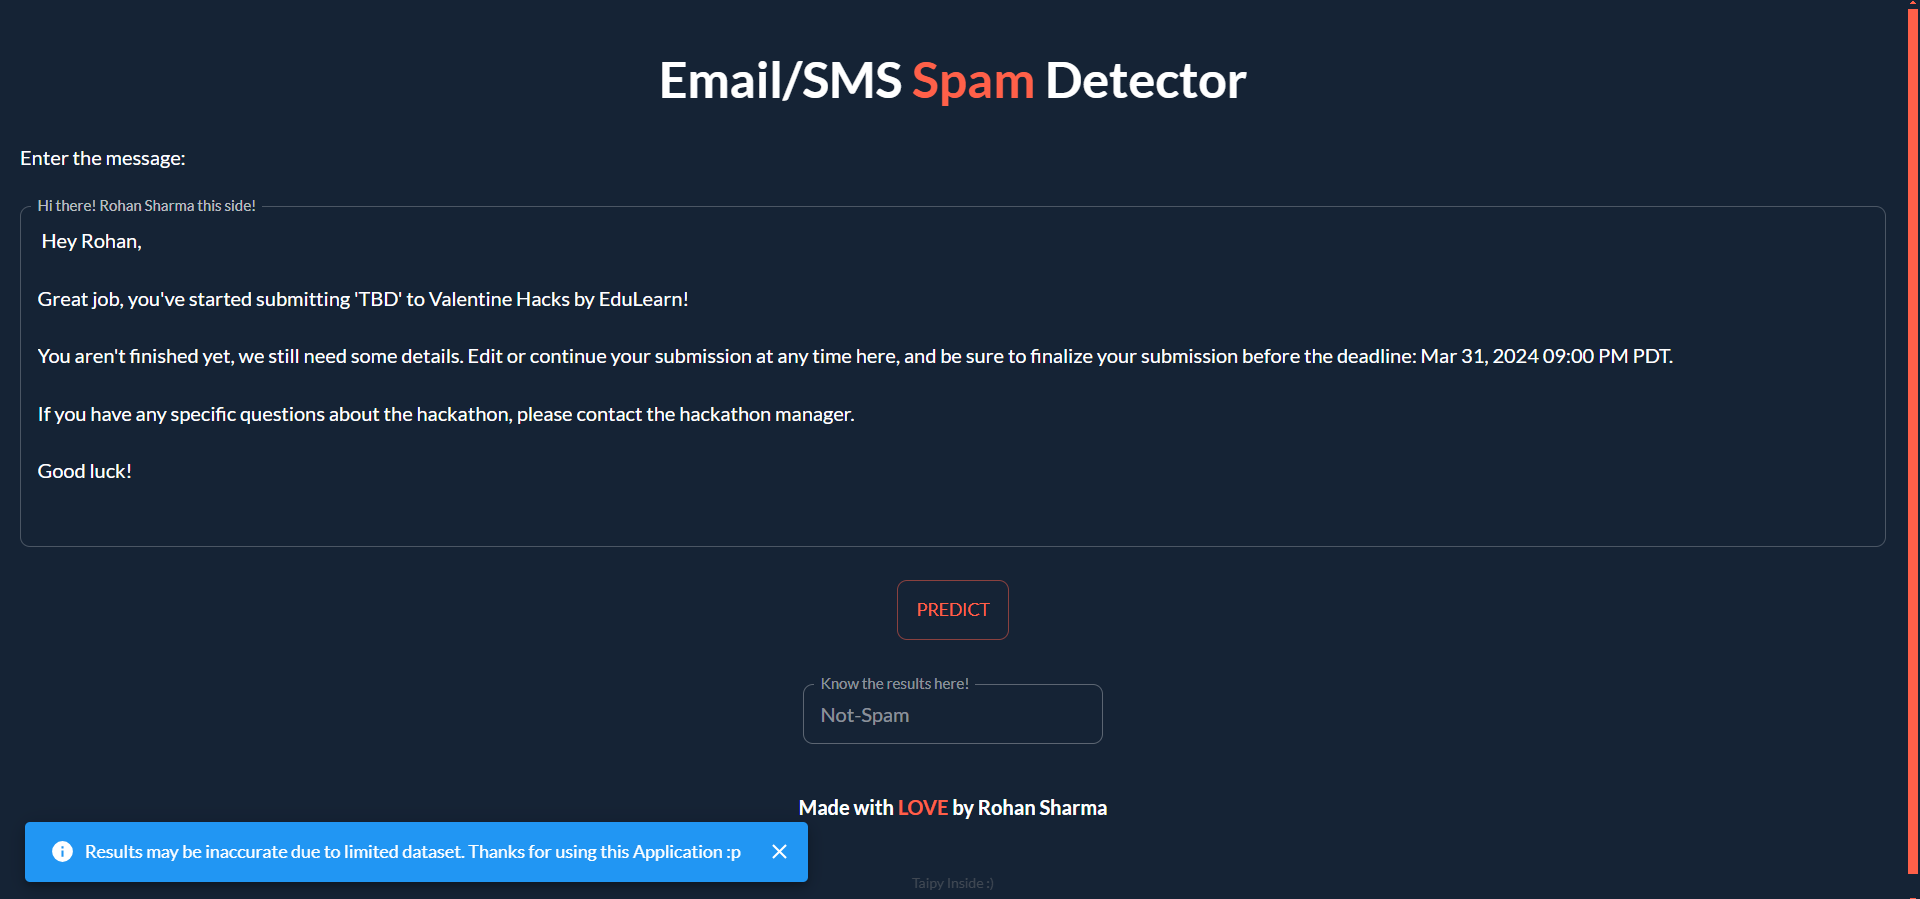 Email/SMS Spam Detector
Enter the message:
Hi there! Rohan Sharma this side!
Hey Rohan,
Great job, you've started submitting 'TBD' to Valentine Hacks by EduLearn!
You aren't finished yet, we still need some details. Edit or continue your submission at any time here, and be sure to finalize your submission before the deadline: Mar 31, 2024 09:00 PM PDT.
If you have any specific questions about the hackathon, please contact the hackathon manager.
Good luck!
PREDICT
Know the results here!
Not-Spam
Made with LOVE by Rohan Sharma
Results may be inaccurate due to limited dataset. Thanks for using this Application :p
Taipy Inside :)